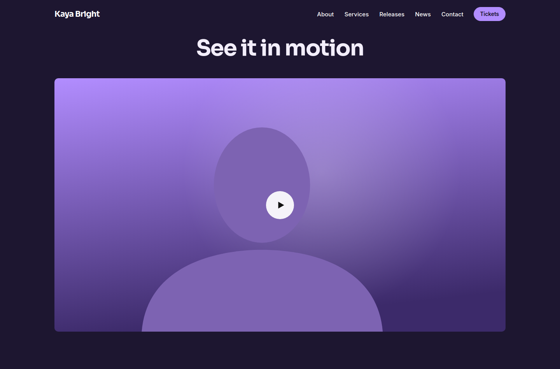 Kaya Bright
About
Services
Releases
News
Contact
Tickets
See it in motion